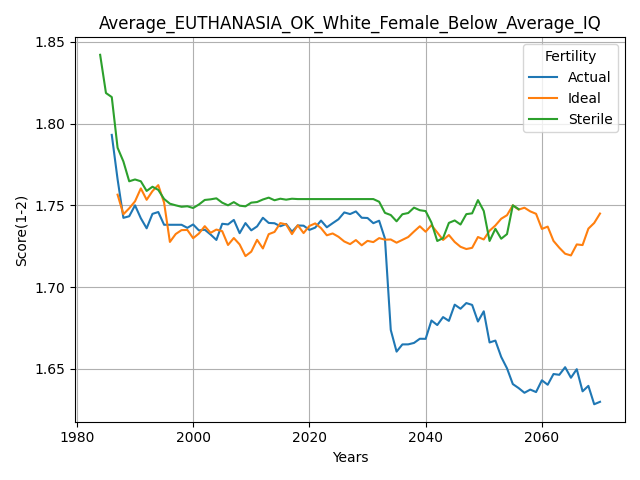 Average_EUTHANASIA_OK_White_Female_Below_Average_IQ
Fertility
Actual
Ideal
Sterile
1.85
1.80
1.75
1.70
1.65
Score(1-2)
1980
2000
2020
2040
2060
Years